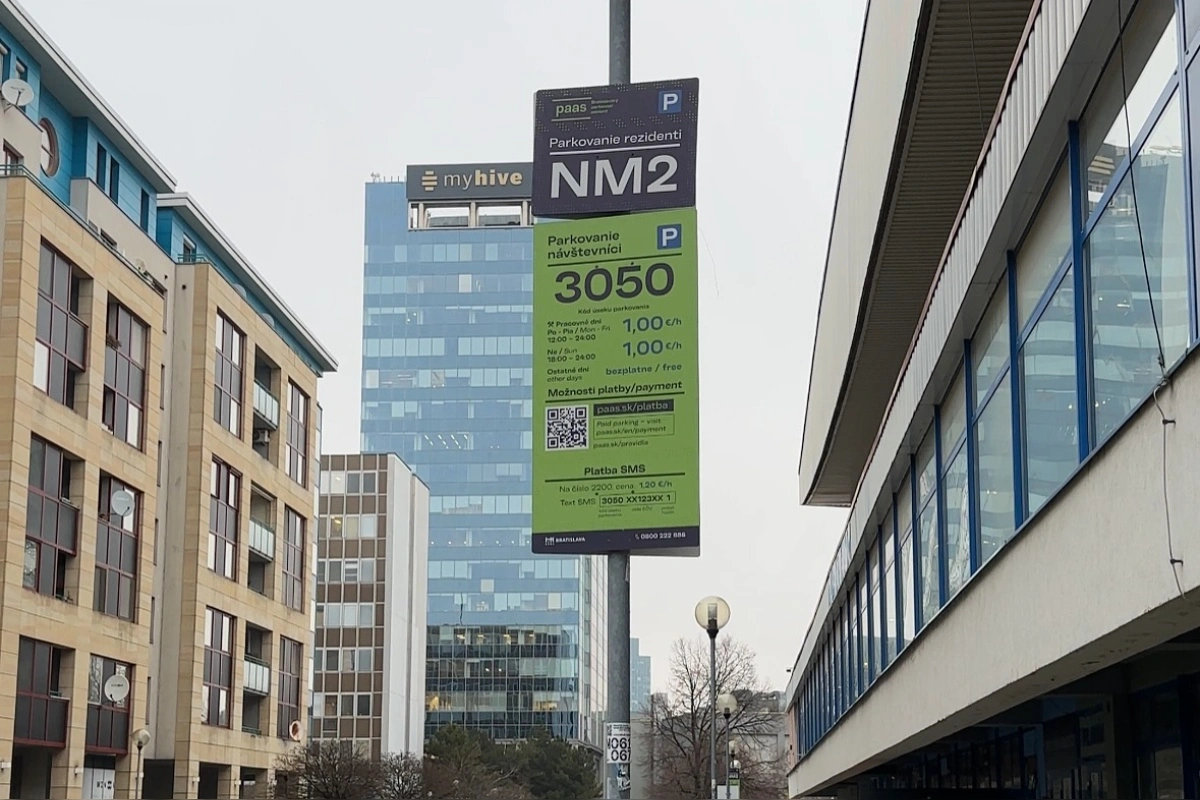 myhive
paas
Parkovanie rezidenti
NM2
Parkovanie
návštevníci
3050
Kód úseku parkovania
Pracovné dni
Po - Pia / Mon - Fri
12:00 – 24:00
1,00 €/h
Ne / Sun
18:00 – 24:00
1,00 €/h
Ostatné dni
other days
bezplatne / free
Možnosti platby/payment
paas.sk/platba
Paid parking – visit
paas.sk/en/payment
paas.sk/pravidla
Platba SMS
Na číslo 2200, cena: 1,20 €/h
Text SMS 3050 XX123XX 1
BRATISLAVA
0800 222 888